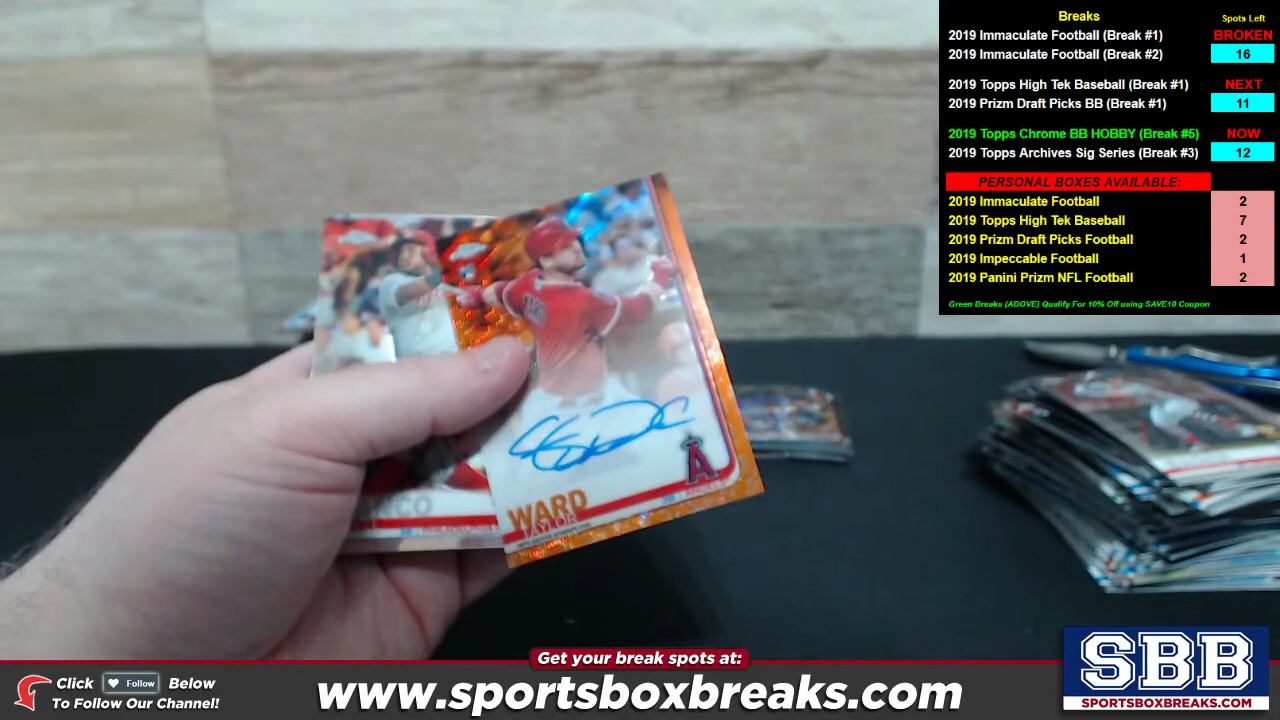 Breaks Spots Left
2019 Immaculate Football (Break #1) BROKEN
2019 Immaculate Football (Break #2) 16
2019 Topps High Tek Baseball (Break #1) NEXT
2019 Prizm Draft Picks BB (Break #1) 11
2019 Topps Chrome BB HOBBY (Break #5) NOW
2019 Topps Archives Sig Series (Break #3) 12
PERSONAL BOXES AVAILABLE:
2019 Immaculate Football 2
2019 Topps High Tek Baseball 7
2019 Prizm Draft Picks Football 2
2019 Impeccable Football 1
2019 Panini Prizm NFL Football 2
Green Breaks (ABOVE) Qualify For 10% Off using SAVE10 Coupon
A
WARD
TAYLOR
Get your break spots at:
Click Follow Below
To Follow Our Channel!
www.sportsboxbreaks.com
SBB
SPORTSBOXBREAKS.COM